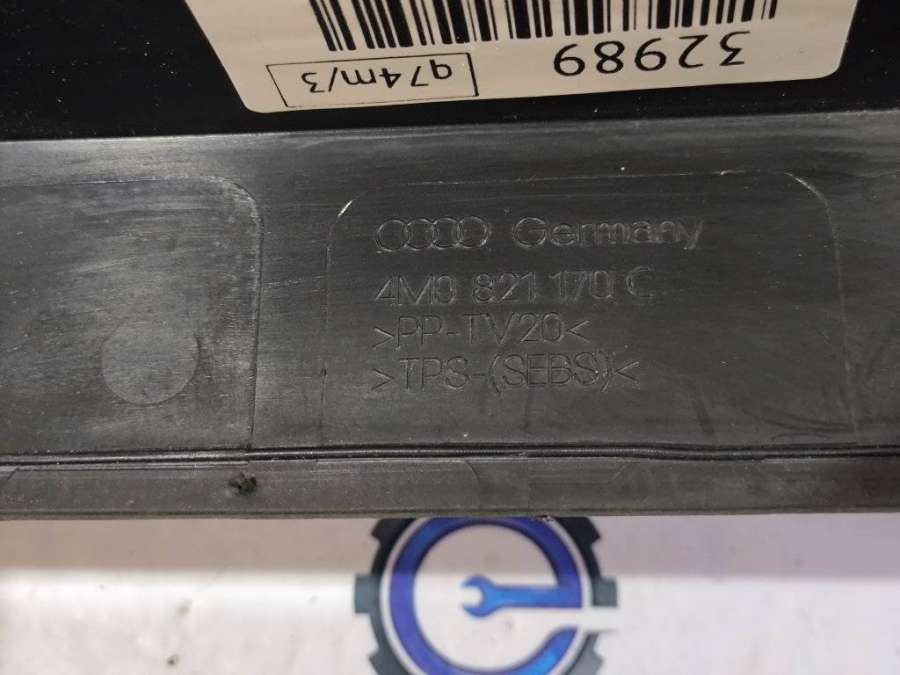 32989
q74m/3
Germany
4M0 821 170 C
>PP-TV20<
>TPS-(SEBS)<